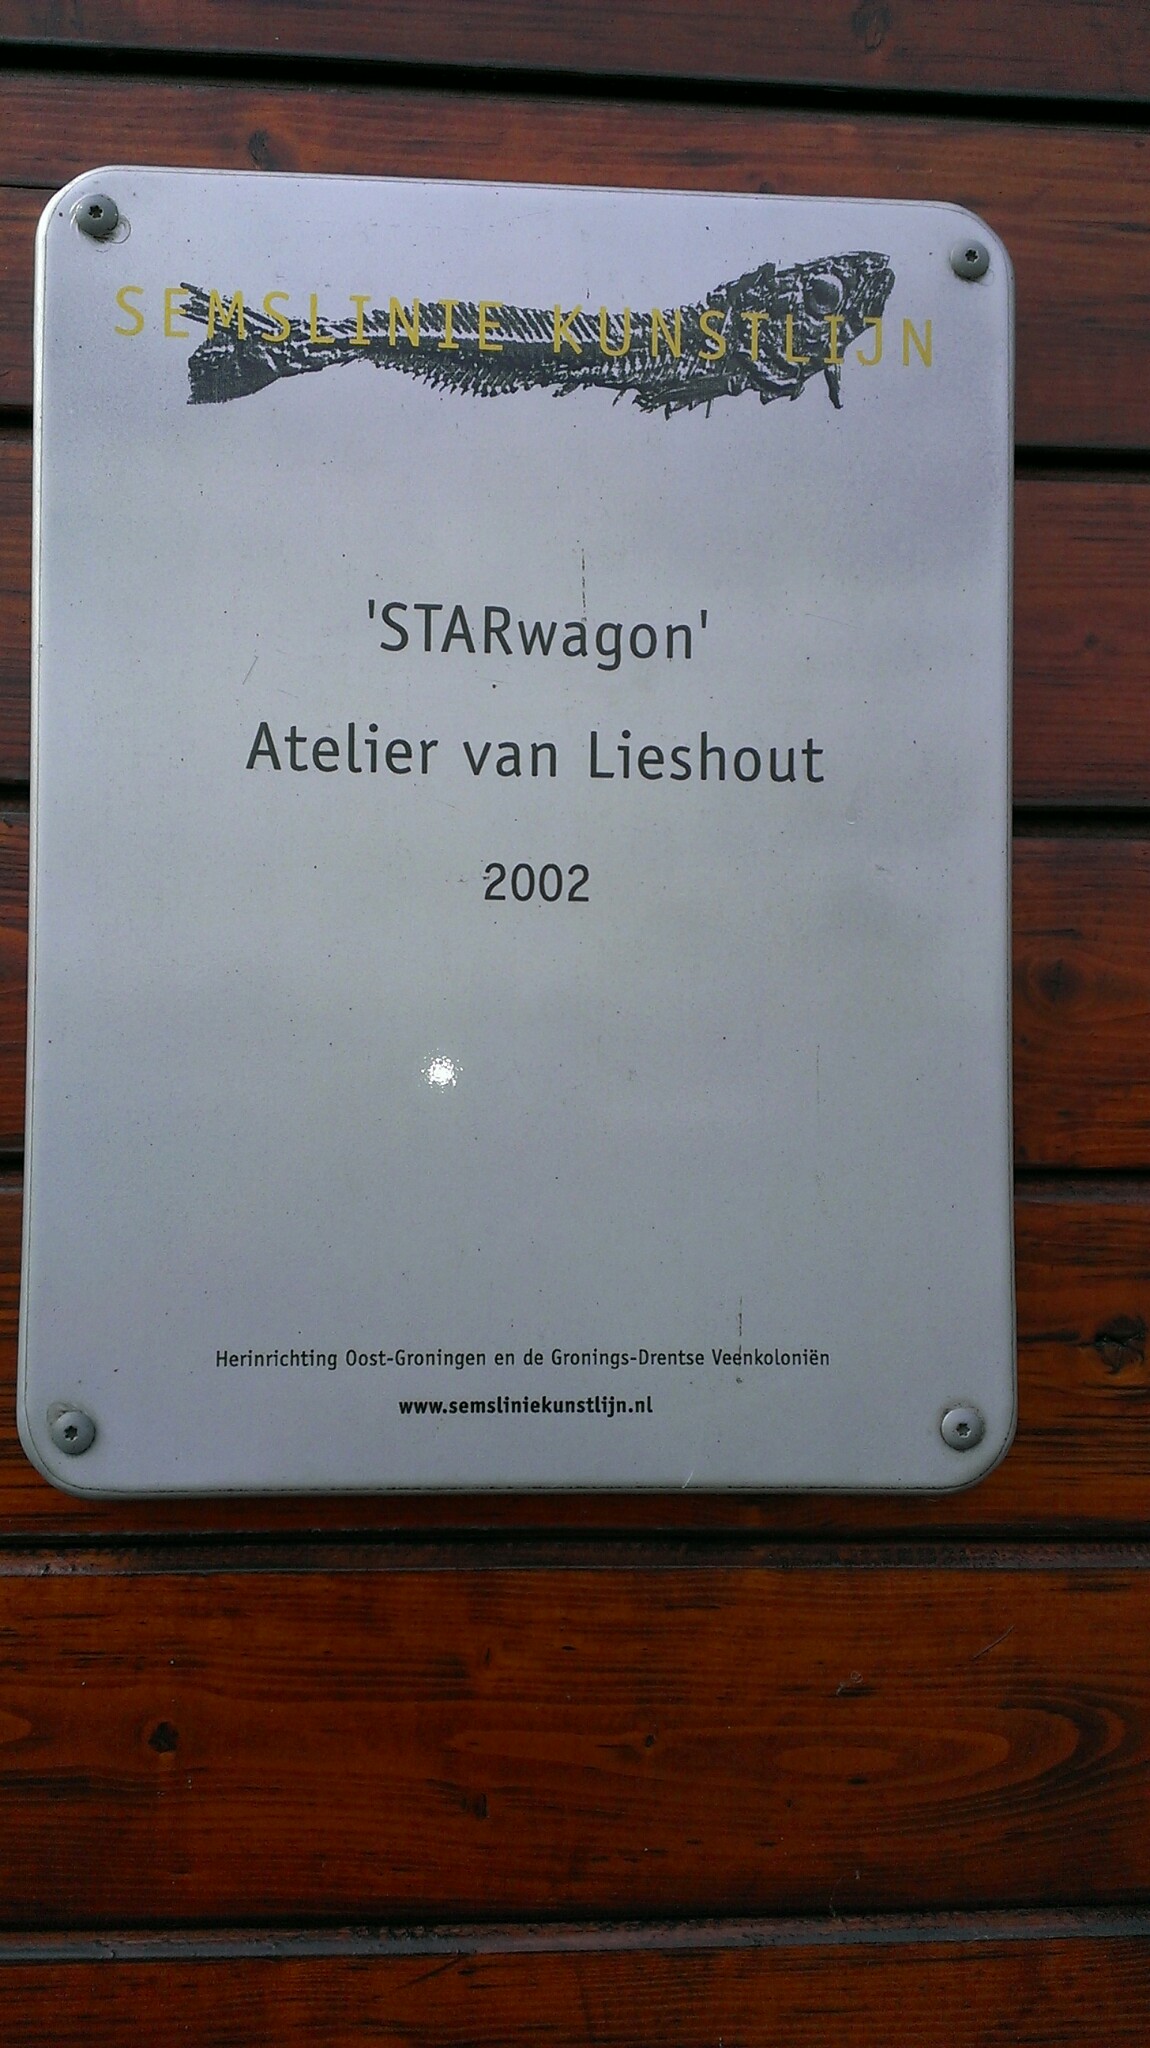 SEMSLINIE KUNSTLIJN
'STARwagon'
Atelier van Lieshout
2002
Herinrichting Oost-Groningen en de Gronings-Drentse Veenkoloniën
www.semsliniekunstlijn.nl